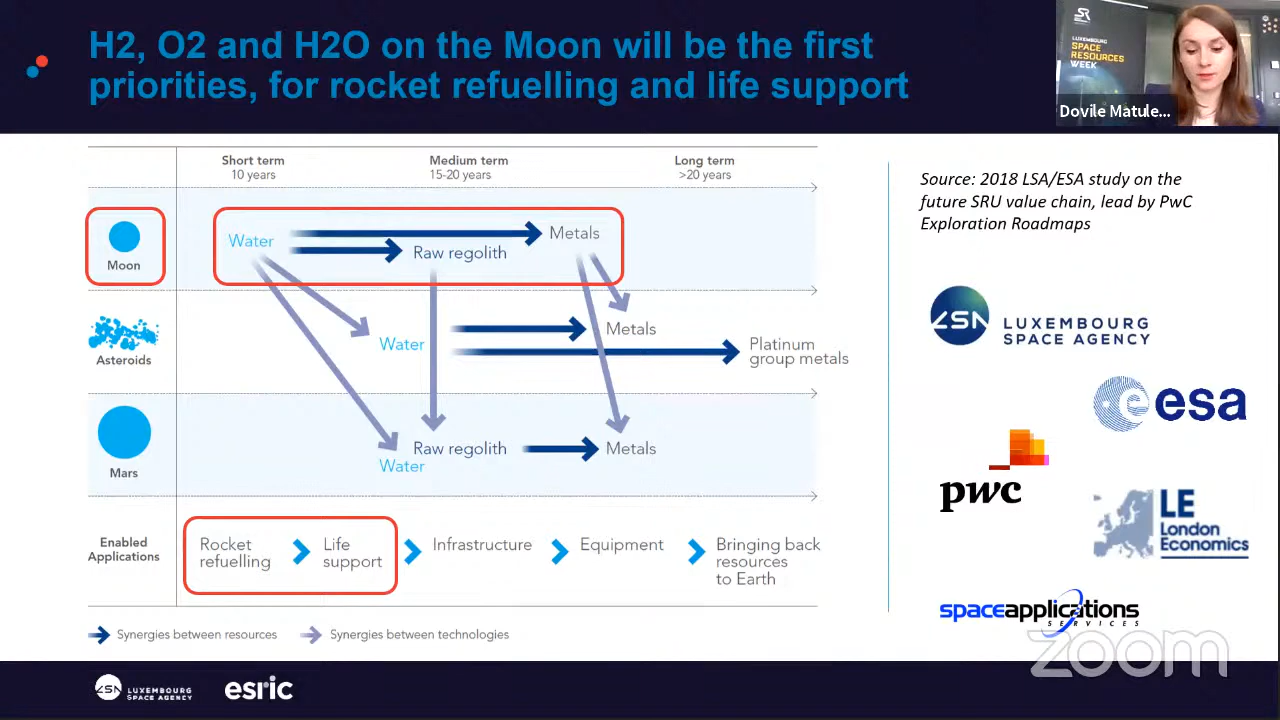 H2, O2 and H2O on the Moon will be the first
priorities, for rocket refuelling and life support
LUXEMBOURG
SPACE
RESOURCES
WEEK
Dovile Matule...
Short term
10 years
Medium term
15-20 years
Long term
>20 years
Moon
Water
Raw regolith
Metals
Asteroids
Water
Metals
Platinum
group metals
Mars
Raw regolith
Water
Metals
Enabled
Applications
Rocket
refuelling
Life
support
Infrastructure
Equipment
Bringing back
resources
to Earth
Synergies between resources
Synergies between technologies
Source: 2018 LSA/ESA study on the
future SRU value chain, lead by PwC
Exploration Roadmaps
LSA
LUXEMBOURG
SPACE AGENCY
esa
pwc
LE
London
Economics
spaceapplications
SERVICES
zoom
LSA
LUXEMBOURG
SPACE AGENCY
esric